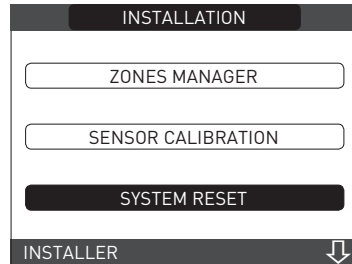 INSTALLATION
ZONES MANAGER
SENSOR CALIBRATION
SYSTEM RESET
INSTALLER